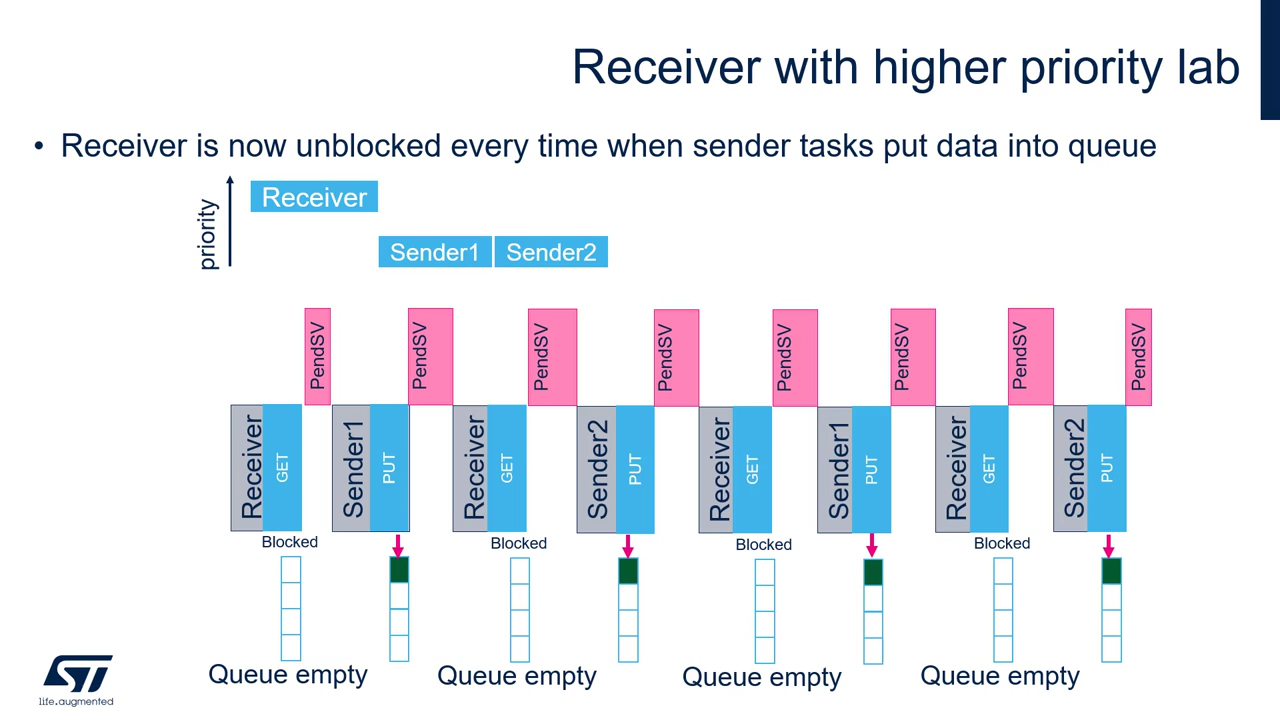 Receiver with higher priority lab
• Receiver is now unblocked every time when sender tasks put data into queue
priority
Receiver
Sender1
Sender2
PendSV
PendSV
PendSV
PendSV
PendSV
PendSV
PendSV
PendSV
Receiver
GET
Sender1
PUT
Receiver
GET
Sender2
PUT
Receiver
GET
Sender1
PUT
Receiver
GET
Sender2
PUT
Blocked
Blocked
Blocked
Blocked
Queue empty
Queue empty
Queue empty
Queue empty
ST
life.augmented